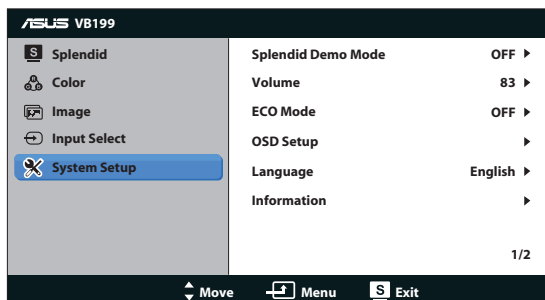 ASUS VB199
S Splendid
Color
Image
Input Select
System Setup
Splendid Demo Mode OFF
Volume 83
ECO Mode OFF
OSD Setup
Language English
Information
1/2
Move Menu S Exit